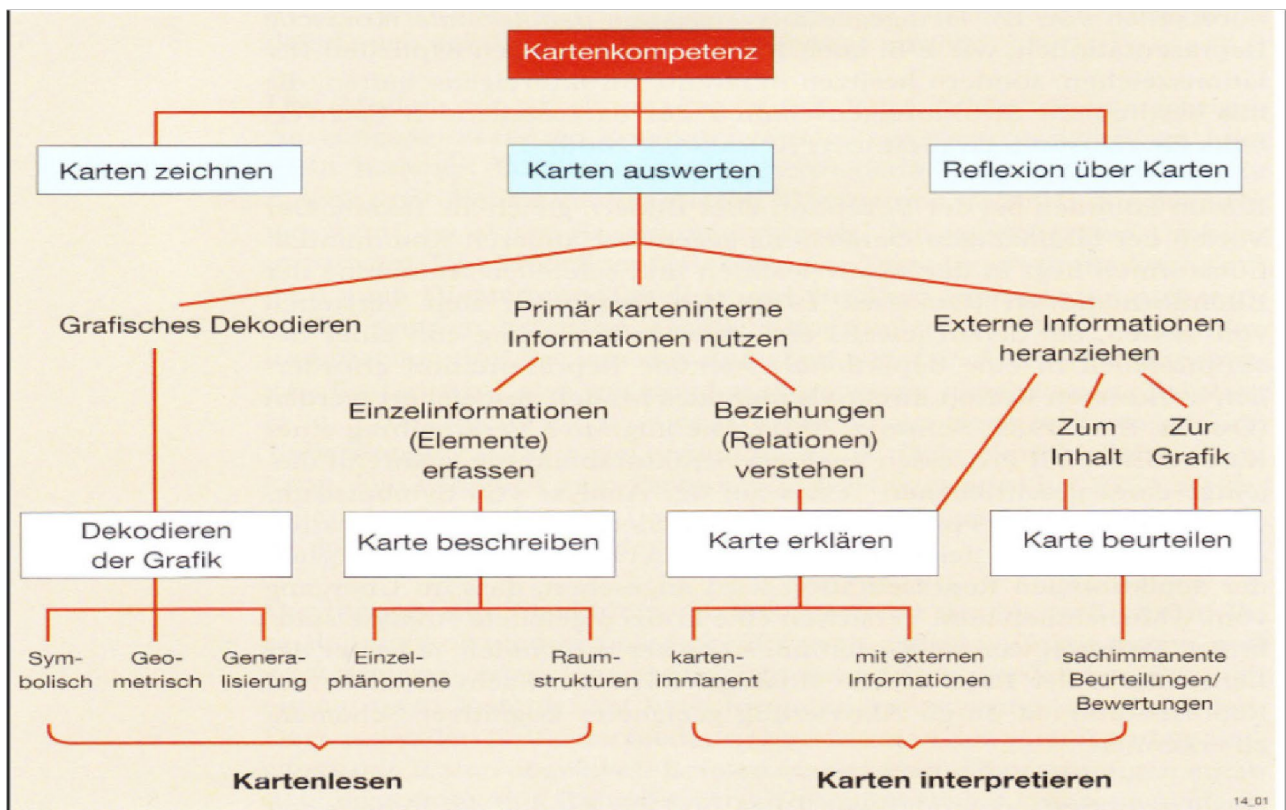 Kartenkompetenz
Karten zeichnen
Karten auswerten
Reflexion über Karten
Grafisches Dekodieren
Primär karteninterne
Informationen nutzen
Externe Informationen
heranziehen
Einzelinformationen
(Elemente)
erfassen
Beziehungen
(Relationen)
verstehen
Zum
Inhalt
Zur
Grafik
Dekodieren
der Grafik
Karte beschreiben
Karte erklären
Karte beurteilen
Sym-
bolisch
Geo-
metrisch
Genera-
lisierung
Einzel-
phänomene
Raum-
strukturen
karten-
immanent
mit externen
Informationen
sachimmanente
Beurteilungen/
Bewertungen
Kartenlesen
Karten interpretieren
14_01